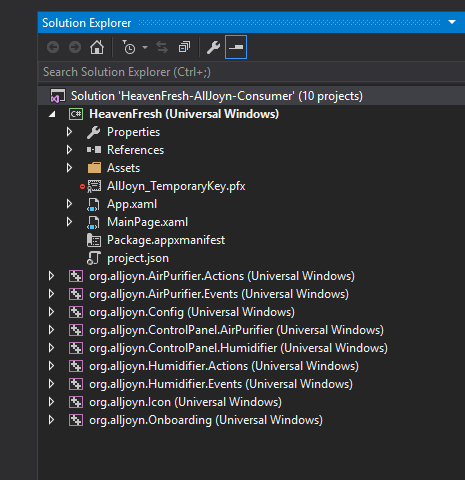 Solution Explorer
Search Solution Explorer (Ctrl+;)
Solution 'HeavenFresh-AllJoyn-Consumer' (10 projects)
C# HeavenFresh (Universal Windows)
Properties
References
Assets
AllJoyn_TemporaryKey.pfx
App.xaml
MainPage.xaml
Package.appxmanifest
project.json
org.alljoyn.AirPurifier.Actions (Universal Windows)
org.alljoyn.AirPurifier.Events (Universal Windows)
org.alljoyn.Config (Universal Windows)
org.alljoyn.ControlPanel.AirPurifier (Universal Windows)
org.alljoyn.ControlPanel.Humidifier (Universal Windows)
org.alljoyn.Humidifier.Actions (Universal Windows)
org.alljoyn.Humidifier.Events (Universal Windows)
org.alljoyn.Icon (Universal Windows)
org.alljoyn.Onboarding (Universal Windows)